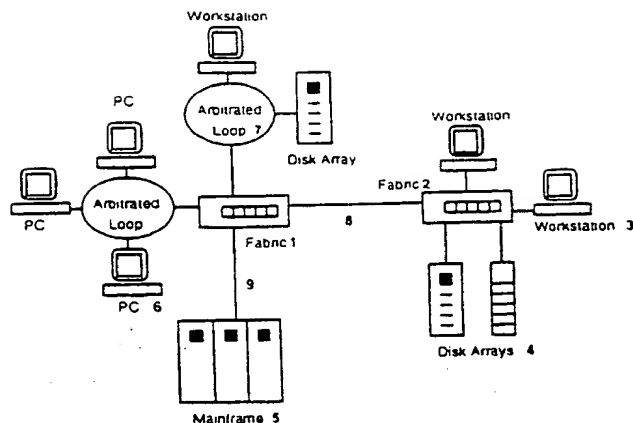 Workstation
Arbitrated
Loop 7
Disk Array
PC
PC
Arbitrated
Loop
PC 6
Fabric 1
8
9
Mainframe 5
Workstation
Fabric 2
Workstation 3
Disk Arrays 4